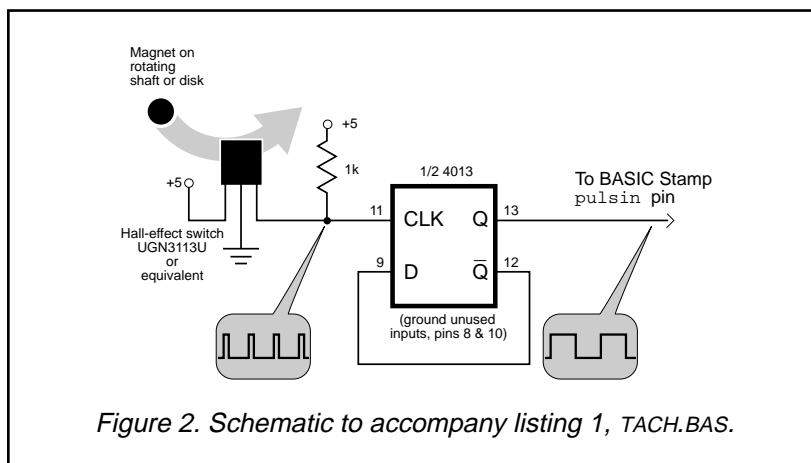 Magnet on
rotating
shaft or disk
+5
+5
1k
1/2 4013
To BASIC Stamp
pulsin pin
11
CLK
Q
13
Hall-effect switch
UGN3113U
or
equivalent
9
D
Q̅
12
(ground unused
inputs, pins 8 & 10)
Figure 2. Schematic to accompany listing 1, TACH.BAS.